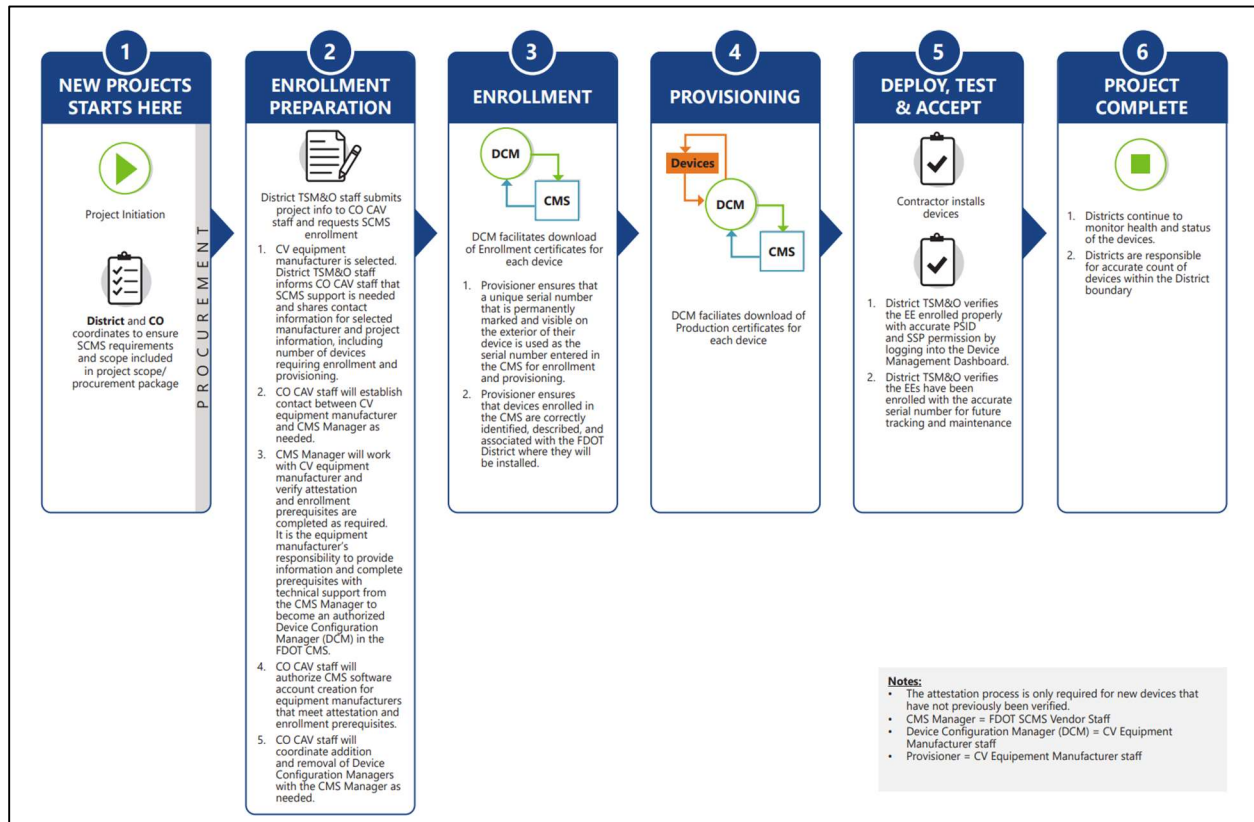 1
NEW PROJECTS
STARTS HERE
Project Initiation
District and CO
coordinates to ensure
SCMS requirements
and scope included
in project scope/
procurement package
PROCUREMENT
2
ENROLLMENT
PREPARATION
District TSM&O staff submits
project info to CO CAV
staff and requests SCMS
enrollment
1. CV equipment
manufacturer is selected.
District TSM&O staff
informs CO CAV staff that
SCMS support is needed
and shares contact
information for selected
manufacturer and project
information, including
number of devices
requiring enrollment and
provisioning.
2. CO CAV staff will establish
contact between CV
equipment manufacturer
and CMS Manager as
needed.
3. CMS Manager will work
with CV equipment
manufacturer and
verify attestation
and enrollment
prerequisites are
completed as required.
It is the equipment
manufacturer's
responsibility to provide
information and complete
prerequisites with
technical support from
the CMS Manager to
become an authorized
Device Configuration
Manager (DCM) in the
FDOT CMS.
4. CO CAV staff will
authorize CMS software
account creation for
equipment manufacturers
that meet attestation and
enrollment prerequisites.
5. CO CAV staff will
coordinate addition
and removal of Device
Configuration Managers
with the CMS Manager as
needed.
3
ENROLLMENT
DCM
CMS
DCM facilitates download
of Enrollment certificates for
each device
1. Provisioner ensures that
a unique serial number
that is permanently
marked and visible on
the exterior of their
device is used as the
serial number entered in
the CMS for enrollment
and provisioning.
2. Provisioner ensures
that devices enrolled in
the CMS are correctly
identified, described, and
associated with the FDOT
District where they will
be installed.
4
PROVISIONING
Devices
DCM
CMS
DCM faciliates download of
Production certificates for
each device
5
DEPLOY, TEST
& ACCEPT
Contractor installs
devices
1. District TSM&O verifies
the EE enrolled properly
with accurate PSID
and SSP permission by
logging into the Device
Management Dashboard.
2. District TSM&O verifies
the EEs have been
enrolled with the accurate
serial number for future
tracking and maintenance
6
PROJECT
COMPLETE
1. Districts continue to
monitor health and status
of the devices.
2. Districts are responsible
for accurate count of
devices within the District
boundary
Notes:
• The attestation process is only required for new devices that
have not previously been verified.
• CMS Manager = FDOT SCMS Vendor Staff
• Device Configuration Manager (DCM) = CV Equipment
Manufacturer staff
• Provisioner = CV Equipement Manufacturer staff